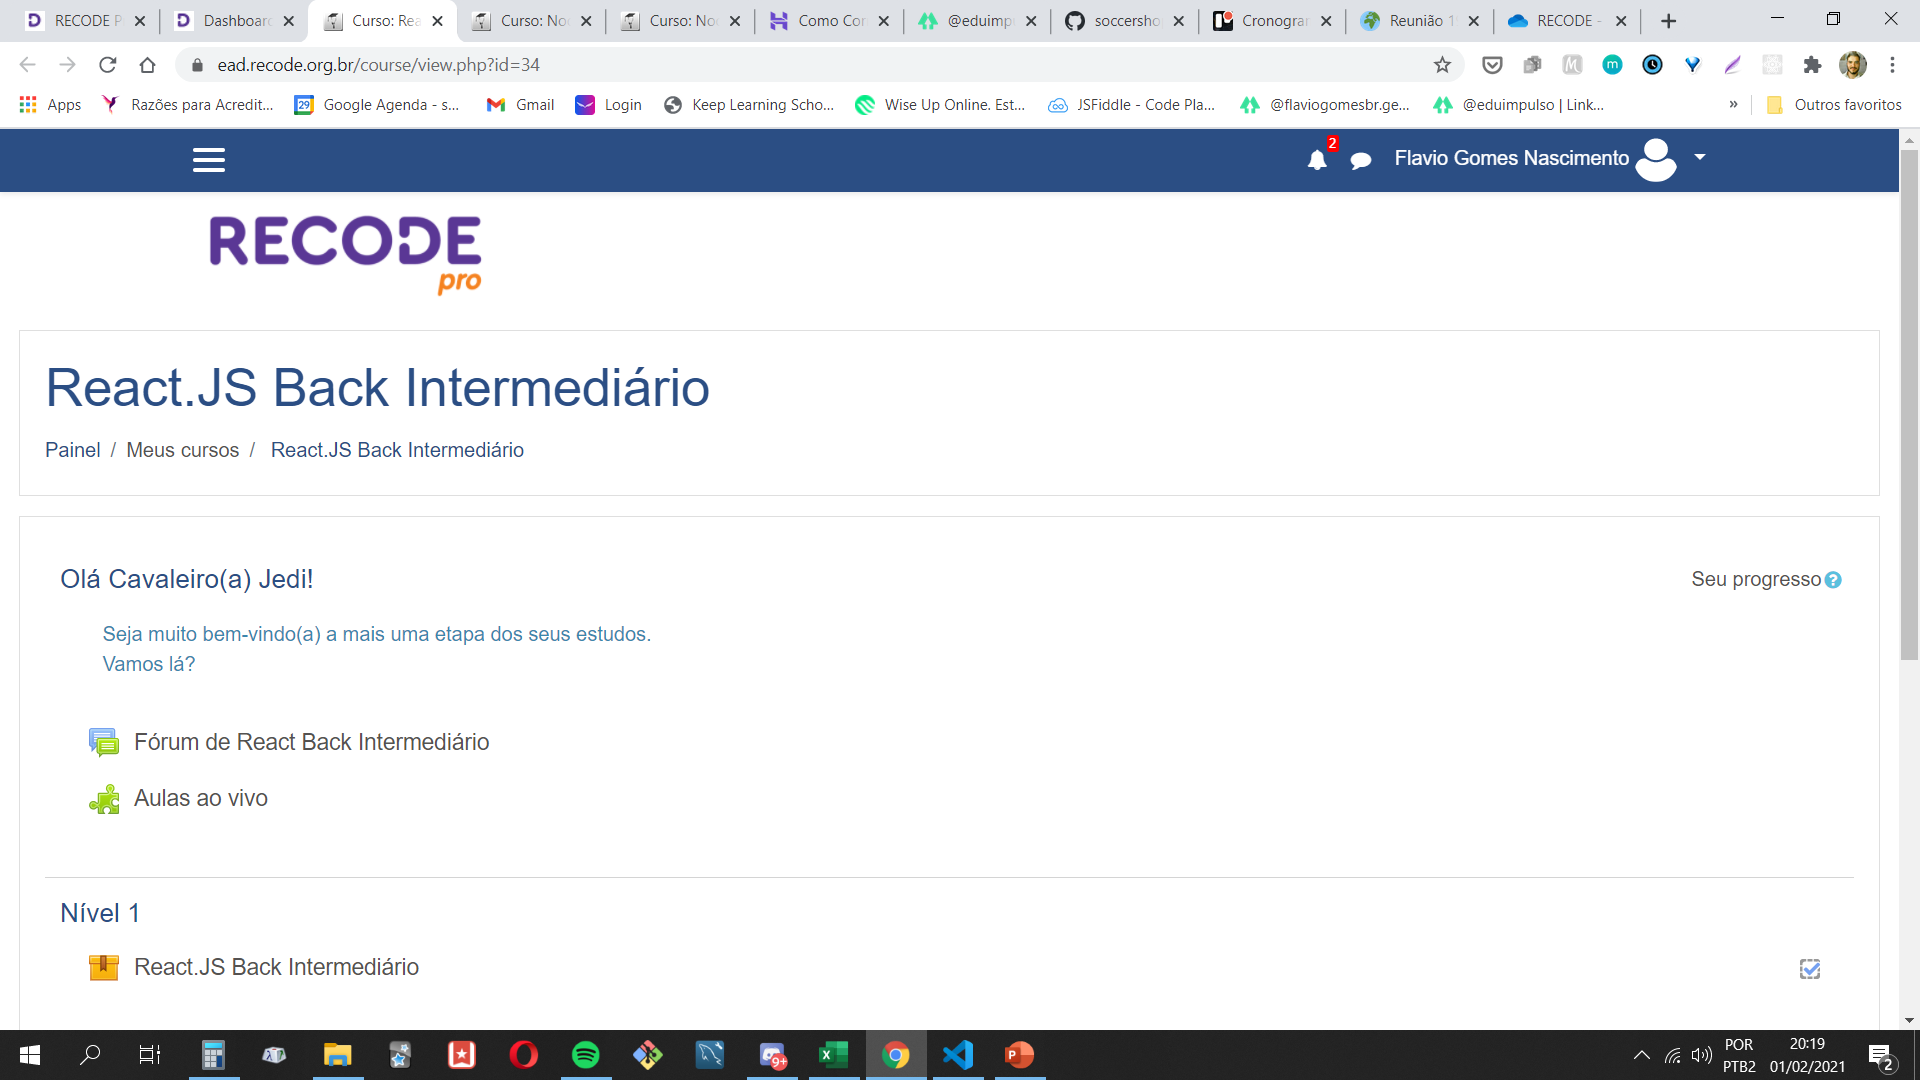 RECODE P
Dashboard
Curso: Rea
Curso: No
Curso: No
Como Con
@eduimp
soccersho
Cronogram
Reunião 1
RECODE -
ead.recode.org.br/course/view.php?id=34
Apps
Razões para Acredit...
Google Agenda - s...
Gmail
Login
Keep Learning Scho...
Wise Up Online. Est...
JSFiddle - Code Pla...
@flaviogomesbr.ge...
@eduimpulso | Link...
»
Outros favoritos
2
Flavio Gomes Nascimento
RECODE
pro
React.JS Back Intermediário
Painel / Meus cursos / React.JS Back Intermediário
Olá Cavaleiro(a) Jedi!
Seu progresso
Seja muito bem-vindo(a) a mais uma etapa dos seus estudos.
Vamos lá?
Fórum de React Back Intermediário
Aulas ao vivo
Nível 1
React.JS Back Intermediário
9+
POR
PTB2
20:19
01/02/2021
2